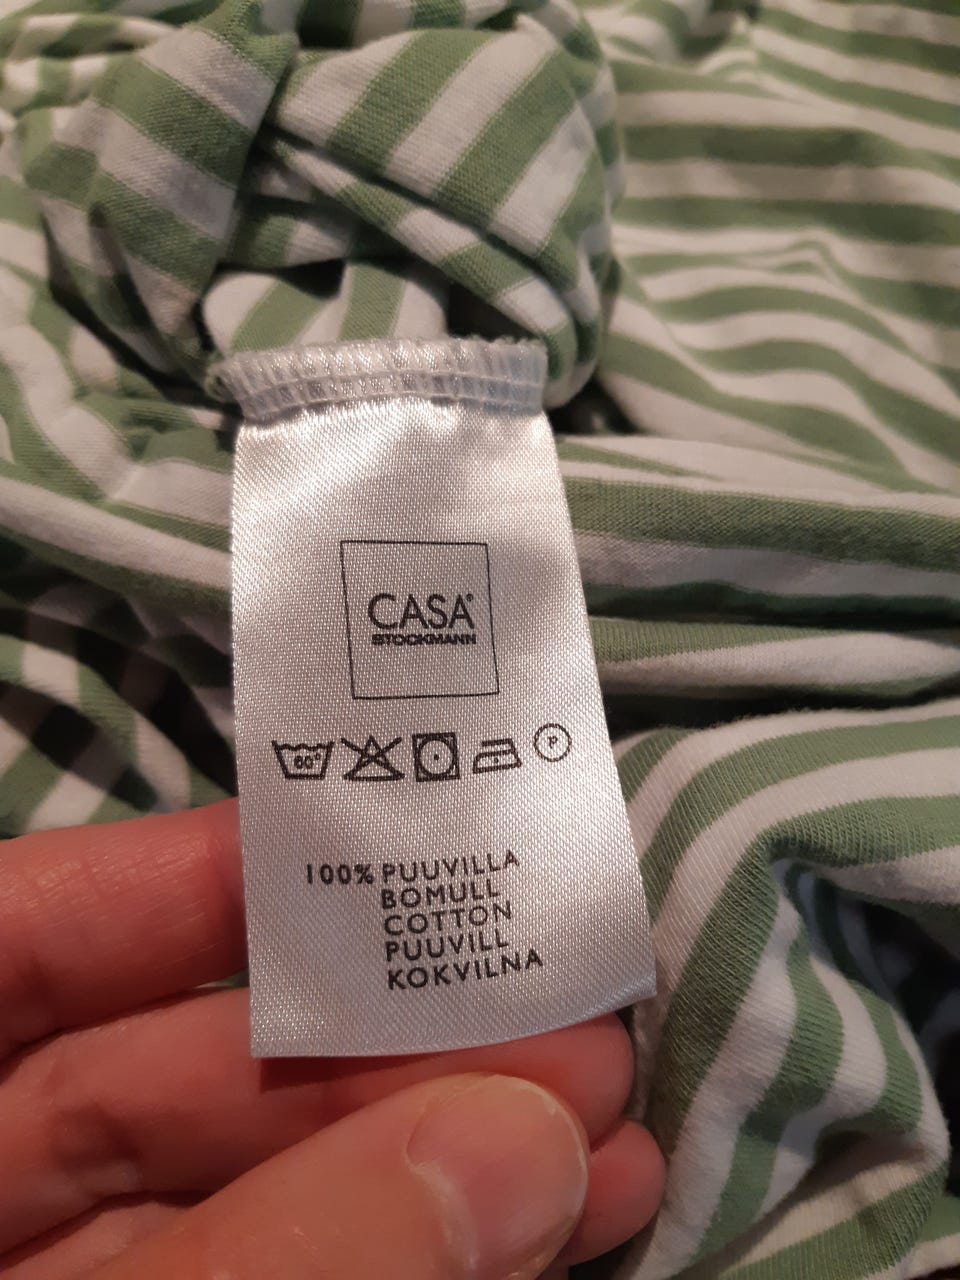 CASA®
STOCKMANN
60°
P
100% PUUVILLA
BOMULL
COTTON
PUUVILL
KOKVILNA